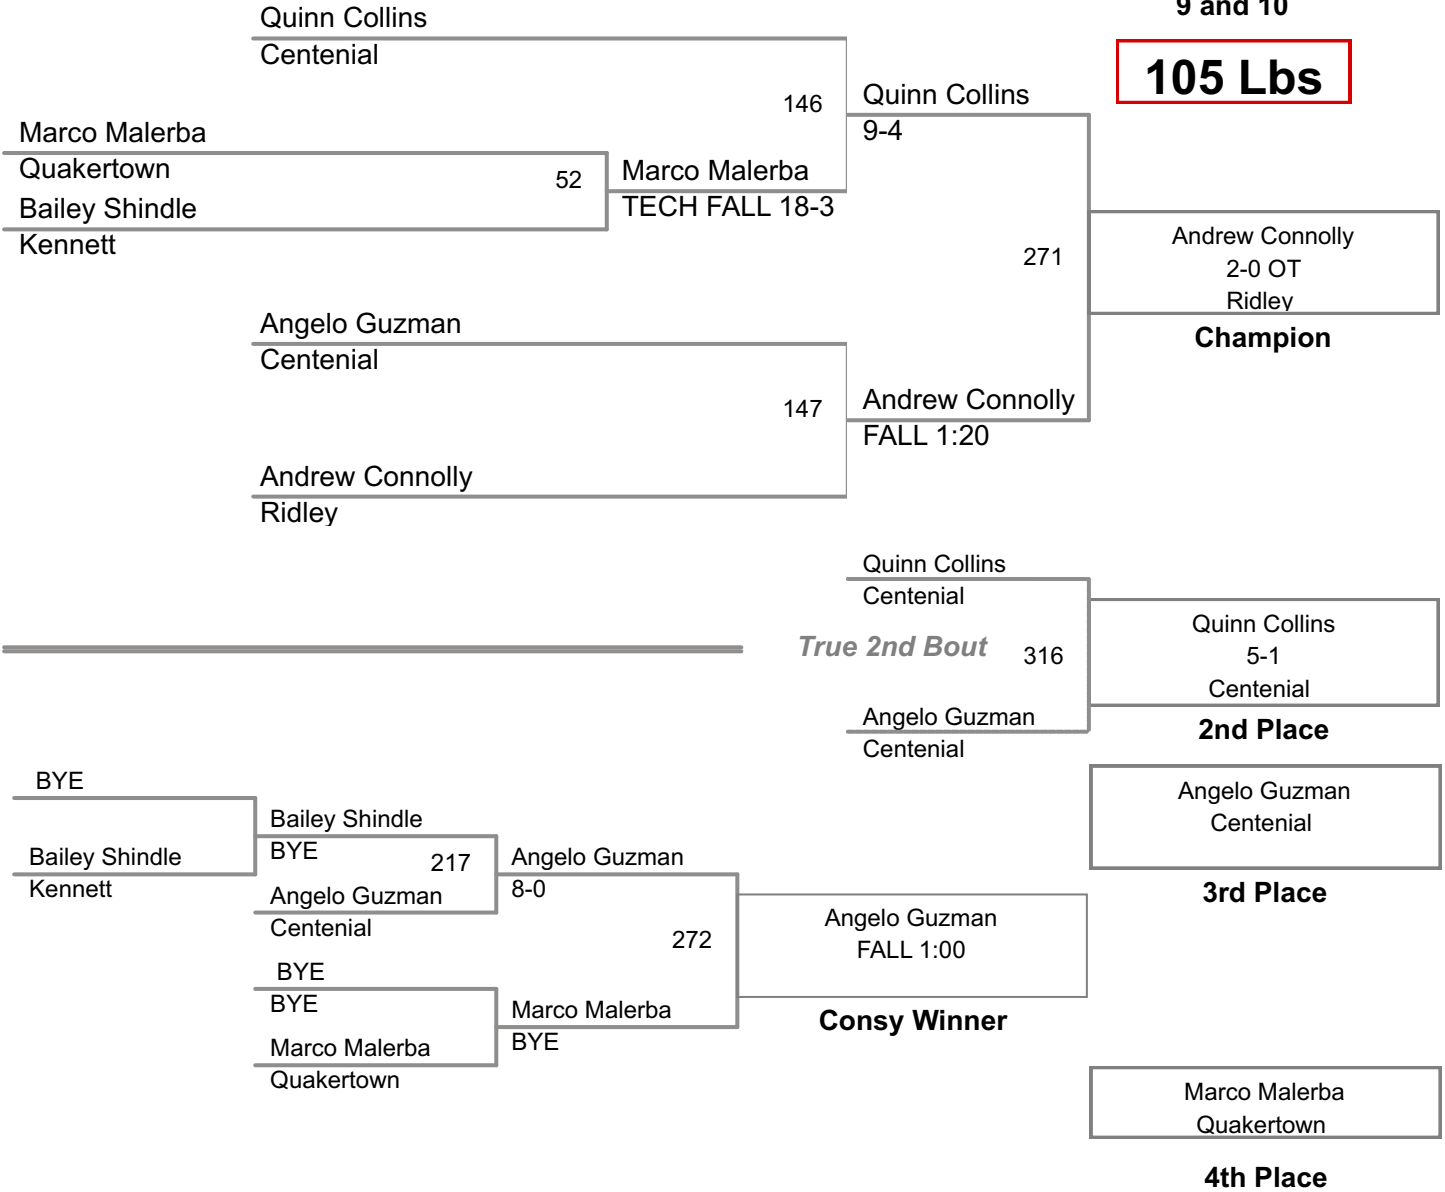 9 and 10
105 Lbs
Quinn Collins
Centenial
146
Quinn Collins
9-4
Marco Malerba
Quakertown
52
Marco Malerba
TECH FALL 18-3
Bailey Shindle
Kennett
271
Andrew Connolly
2-0 OT
Ridley
Champion
Angelo Guzman
Centenial
147
Andrew Connolly
FALL 1:20
Andrew Connolly
Ridley
Quinn Collins
Centenial
True 2nd Bout
316
Quinn Collins
5-1
Centenial
2nd Place
Angelo Guzman
Centenial
Angelo Guzman
Centenial
3rd Place
BYE
Bailey Shindle
Kennett
Bailey Shindle
BYE
217
Angelo Guzman
Centenial
Angelo Guzman
8-0
272
BYE
BYE
Marco Malerba
Quakertown
Marco Malerba
BYE
Angelo Guzman
FALL 1:00
Consy Winner
Marco Malerba
Quakertown
4th Place